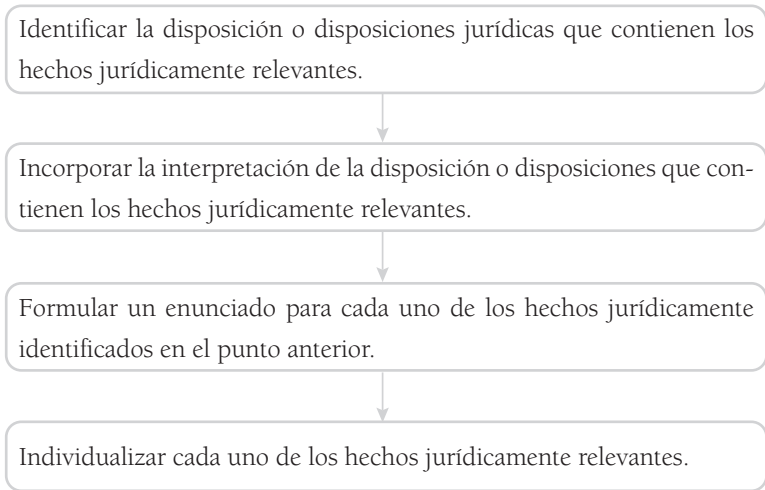 Identificar la disposición o disposiciones jurídicas que contienen los
hechos jurídicamente relevantes.
Incorporar la interpretación de la disposición o disposiciones que con-
tienen los hechos jurídicamente relevantes.
Formular un enunciado para cada uno de los hechos jurídicamente
identificados en el punto anterior.
Individualizar cada uno de los hechos jurídicamente relevantes.